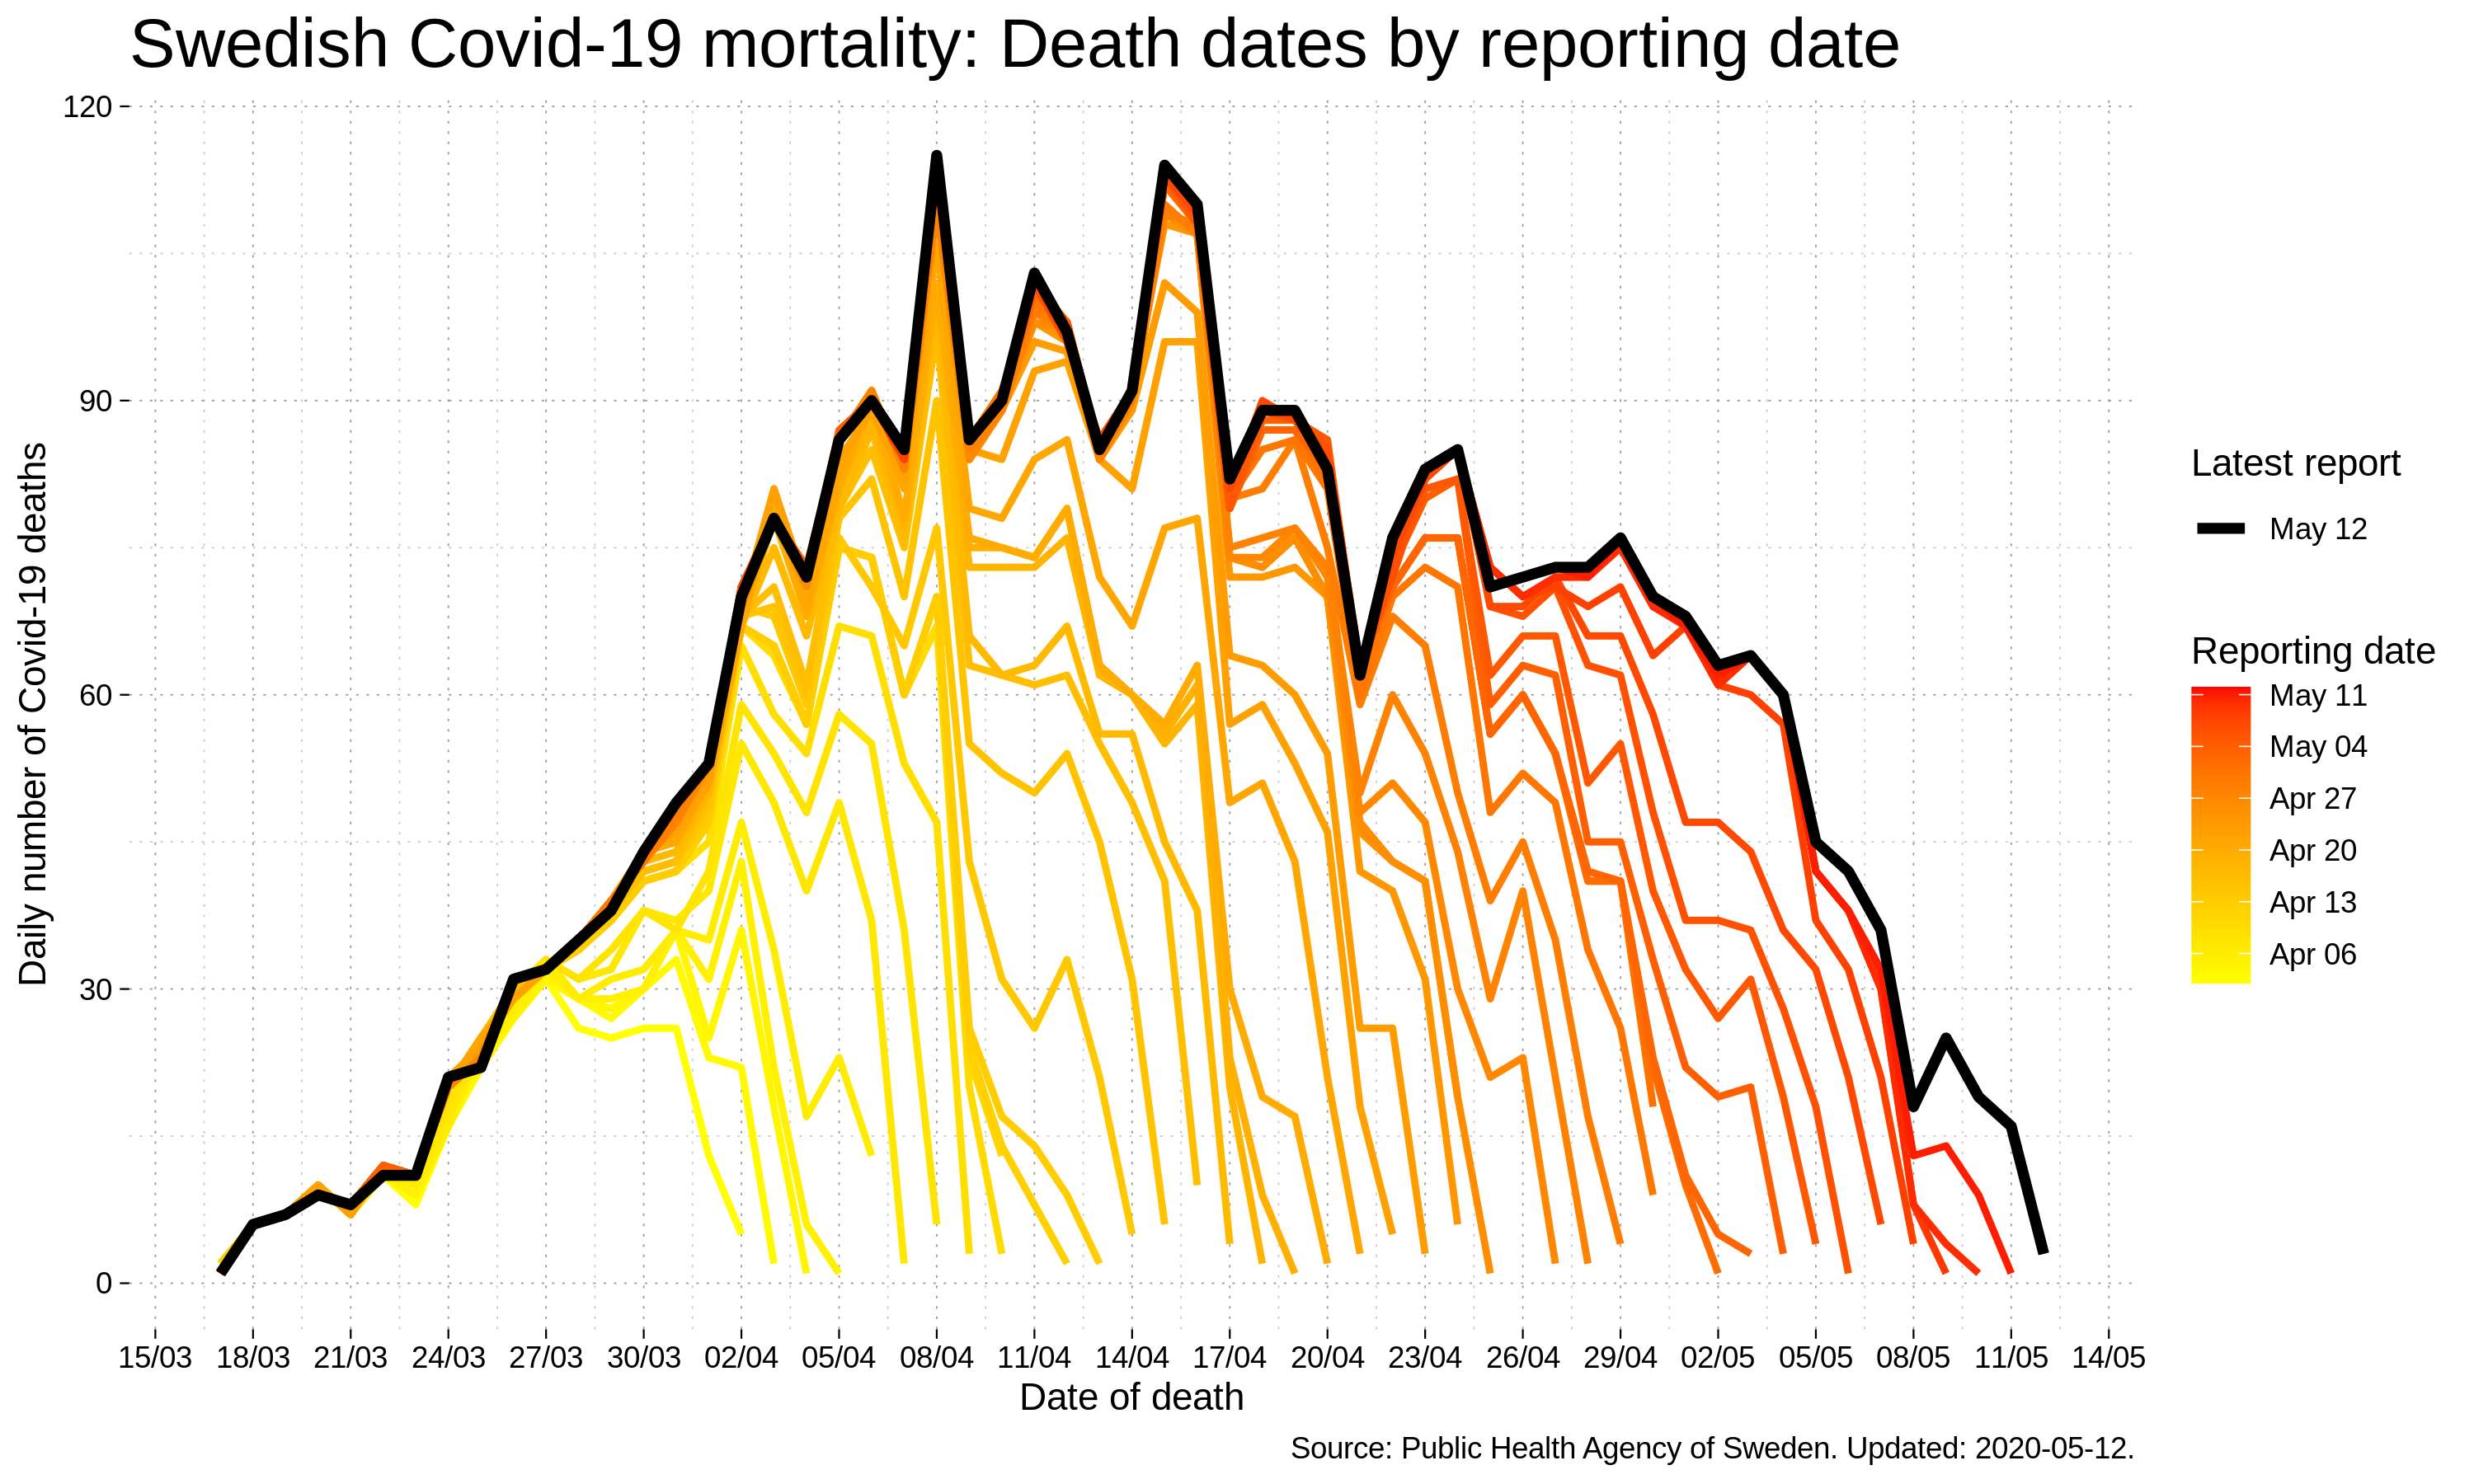 Swedish Covid-19 mortality: Death dates by reporting date
Daily number of Covid-19 deaths
120
90
60
30
0
15/03 18/03 21/03 24/03 27/03 30/03 02/04 05/04 08/04 11/04 14/04 17/04 20/04 23/04 26/04 29/04 02/05 05/05 08/05 11/05 14/05
Date of death
Latest report
May 12
Reporting date
May 11
May 04
Apr 27
Apr 20
Apr 13
Apr 06
Source: Public Health Agency of Sweden. Updated: 2020-05-12.